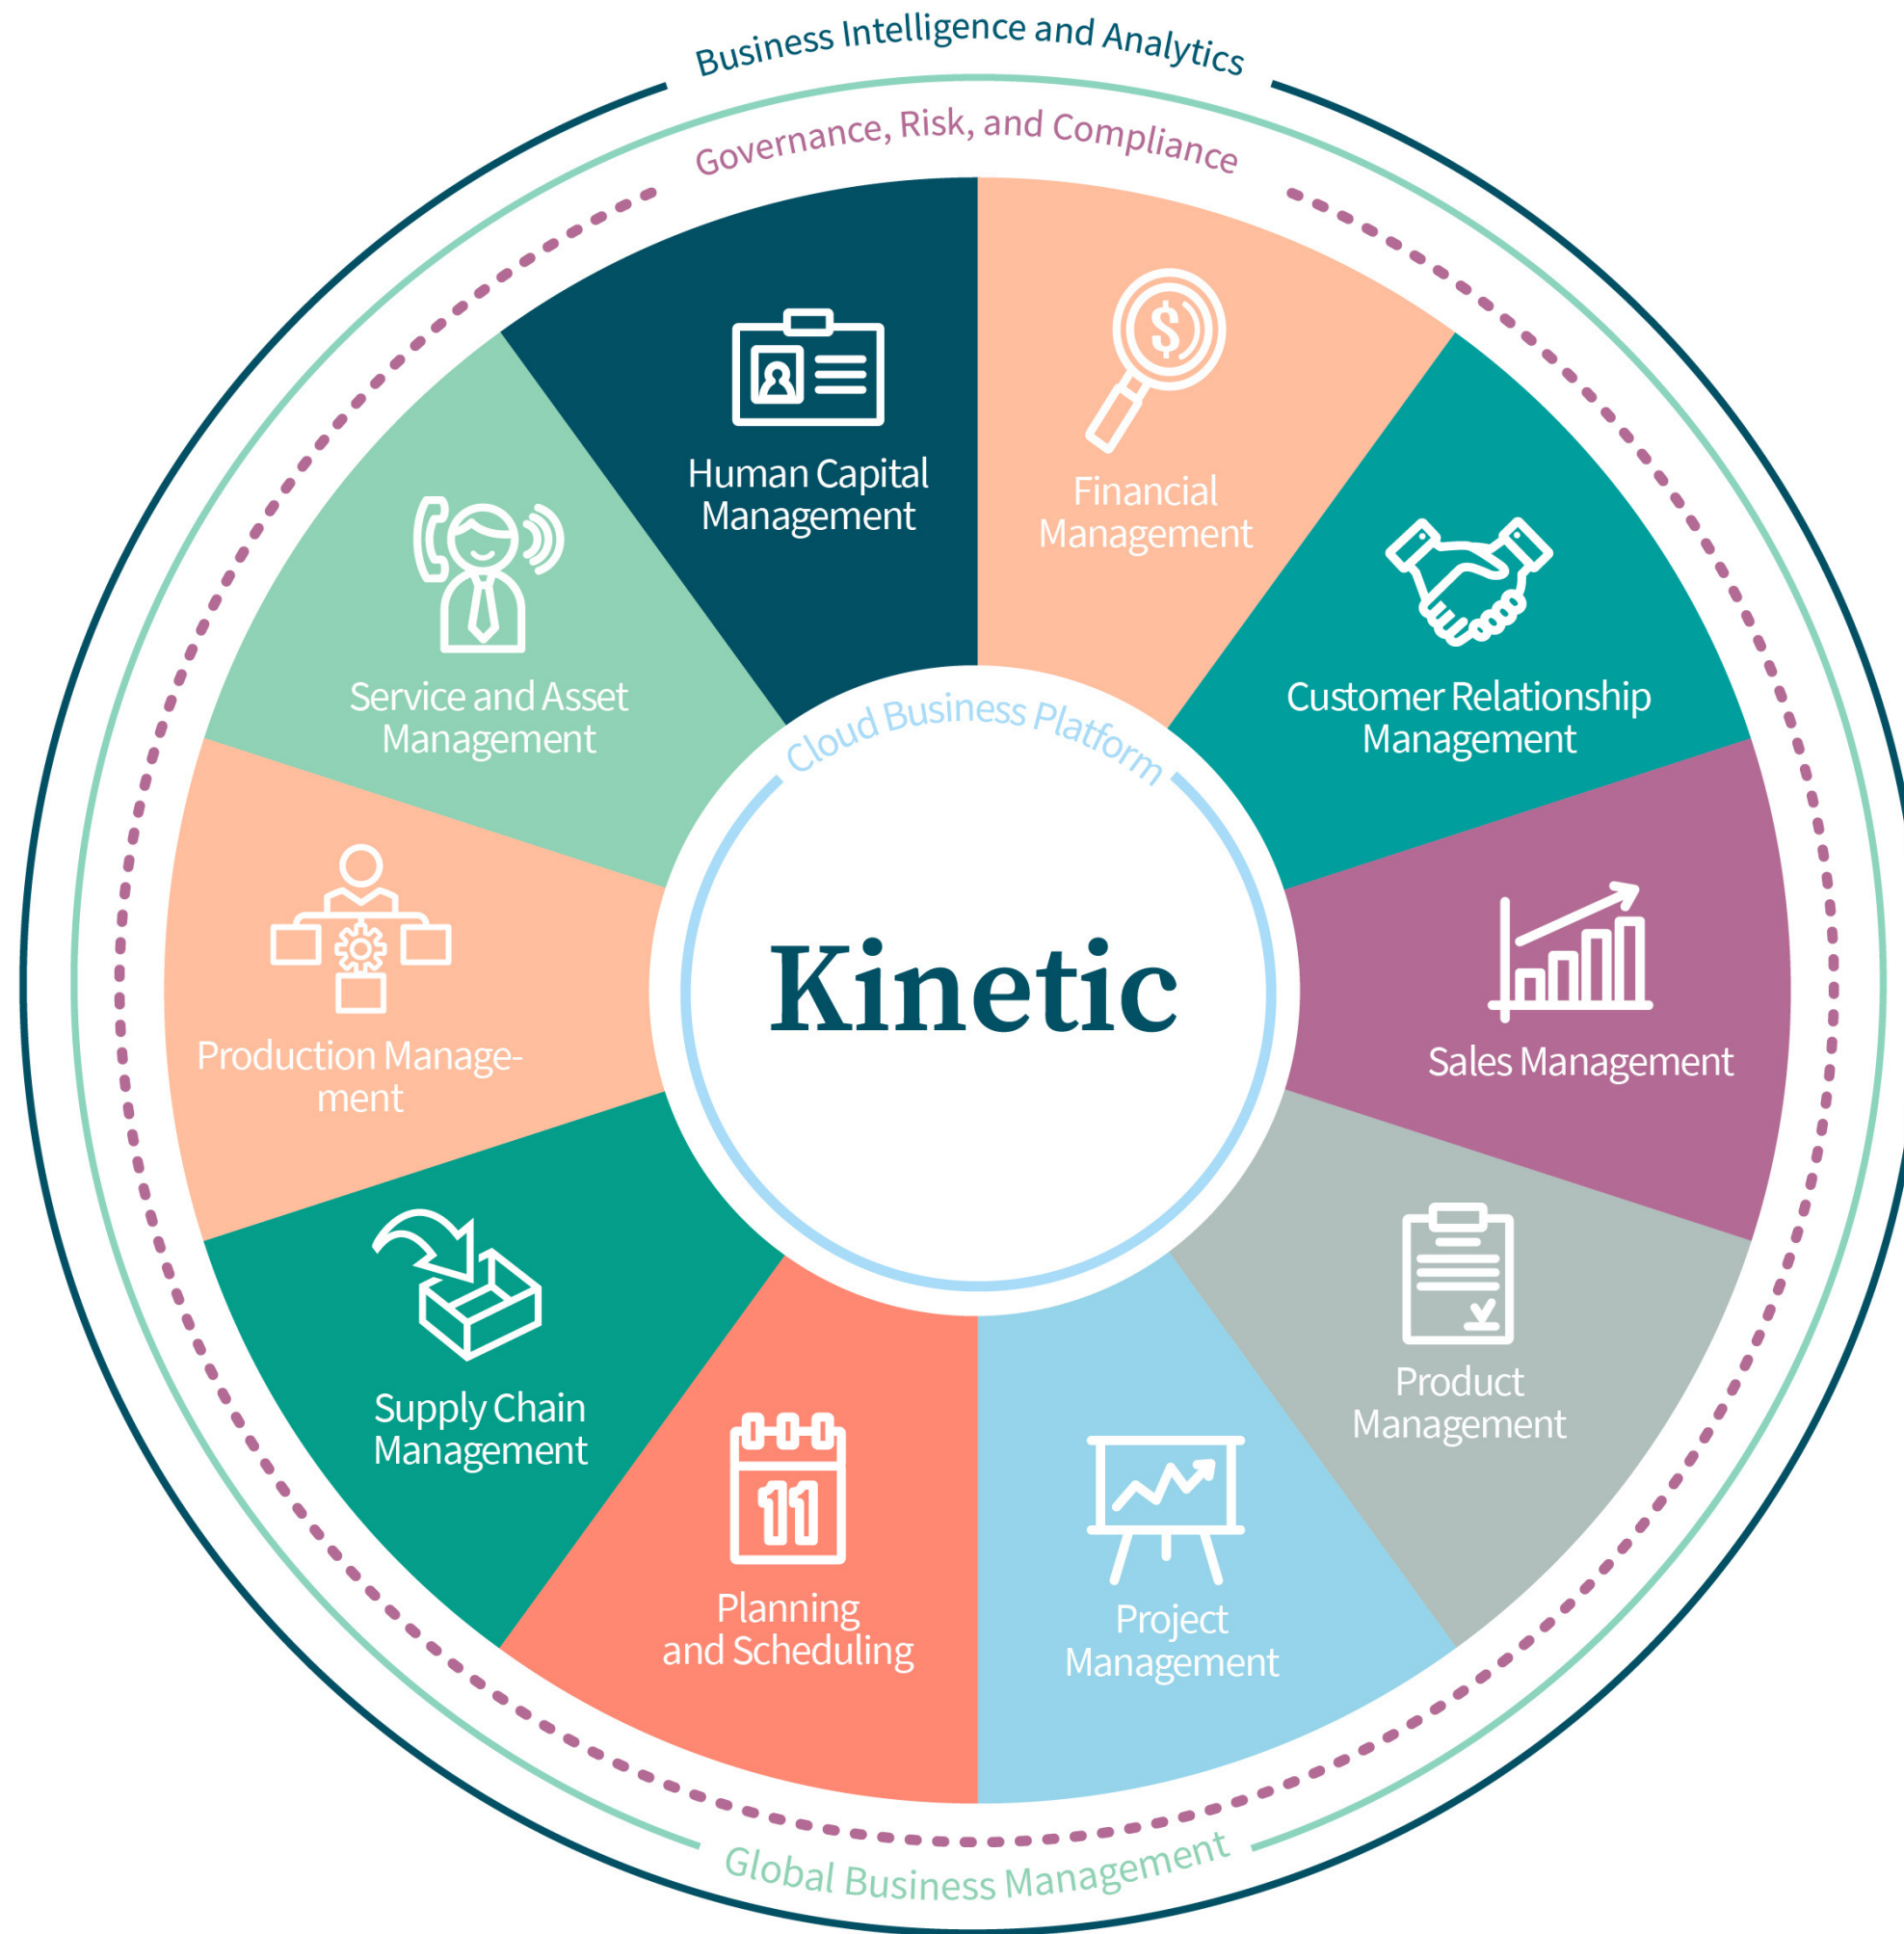 Business Intelligence and Analytics
Governance, Risk, and Compliance
Human Capital
Management
Financial
Management
Service and Asset
Management
Customer Relationship
Management
Cloud Business Platform
Kinetic
Production Manage-
ment
Sales Management
Supply Chain
Management
Product
Management
11
Planning
and Scheduling
Project
Management
Global Business Management
$